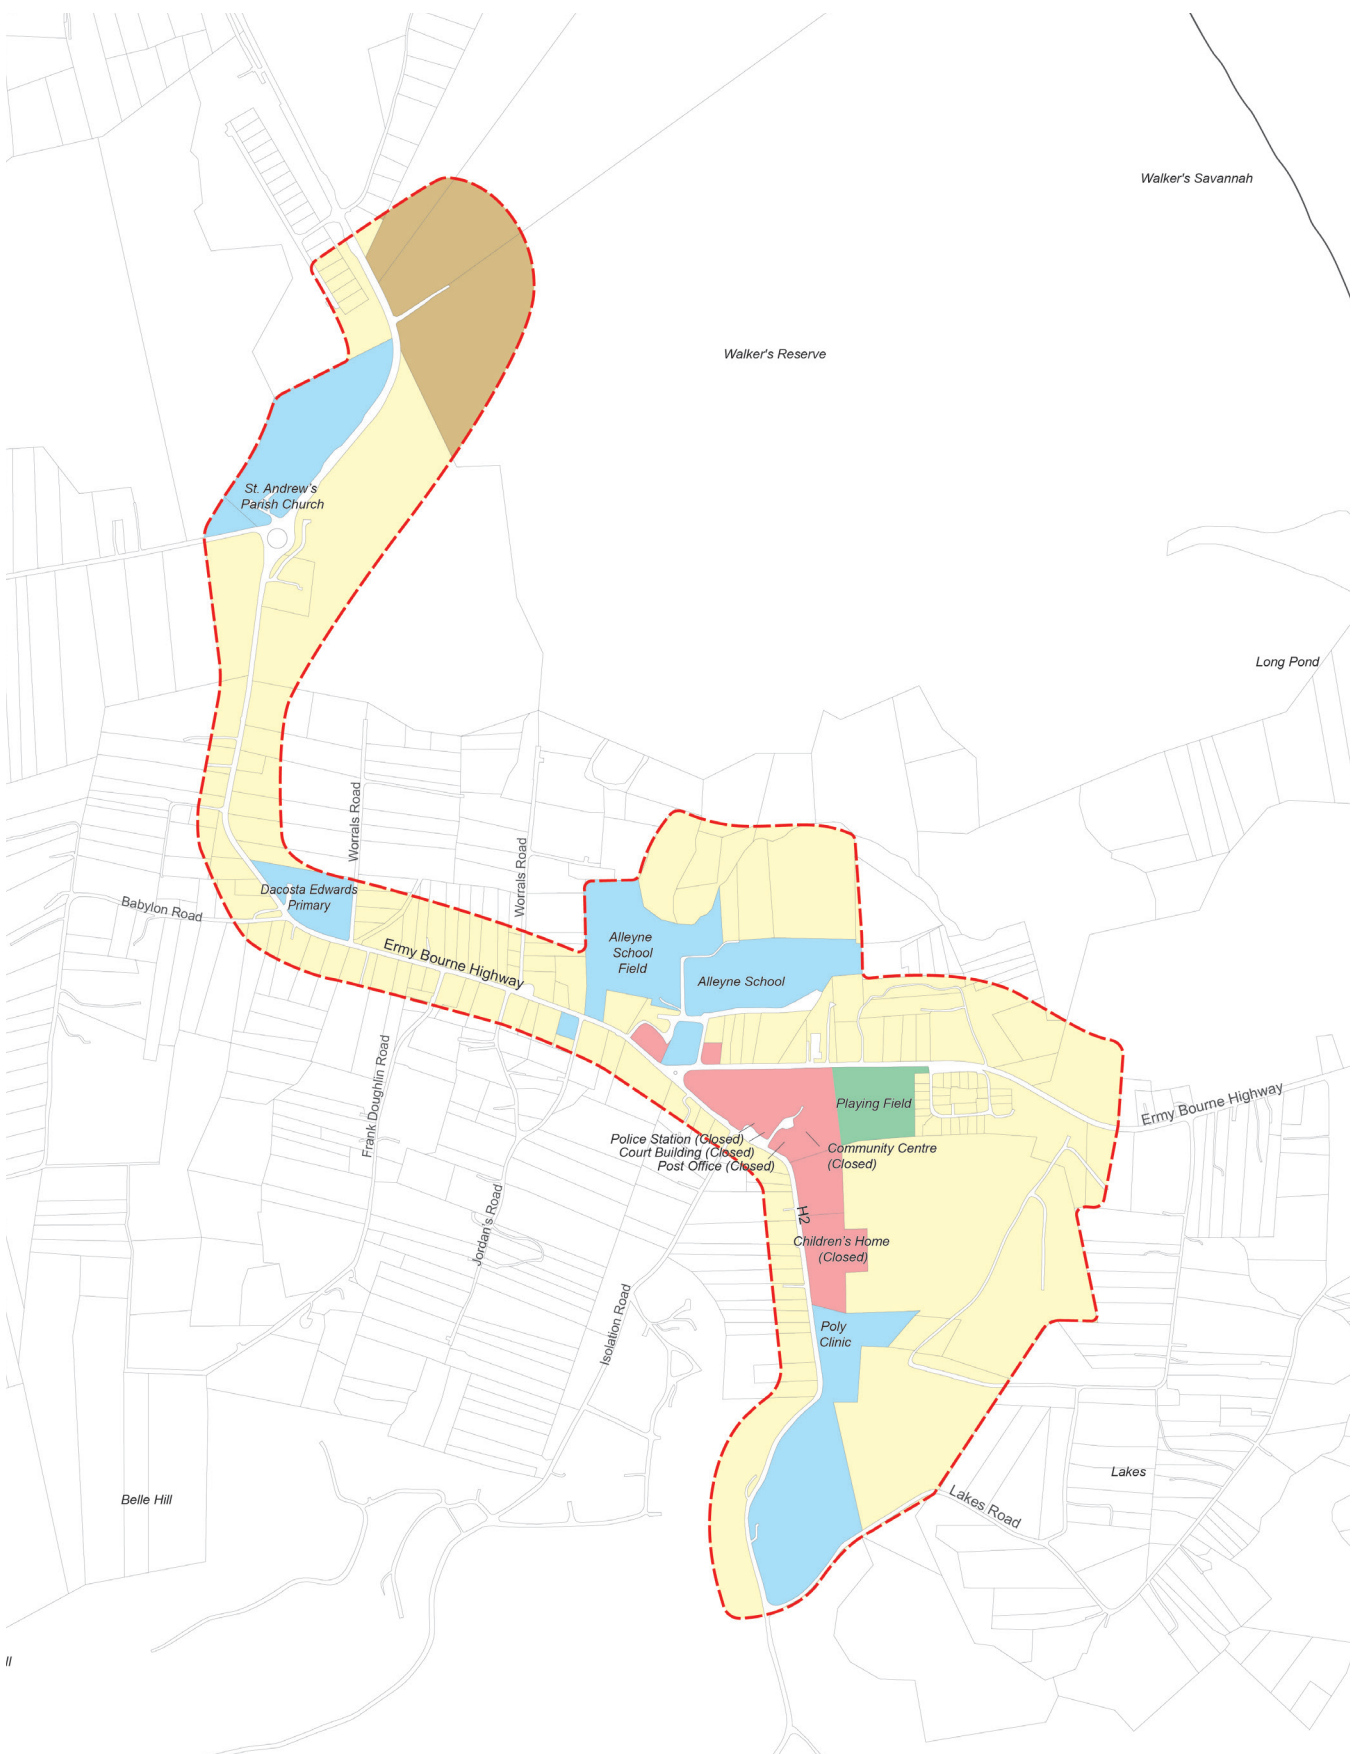 Walker's Savannah
Walker's Reserve
St. Andrew's
Parish Church
Long Pond
Worrals Road
Worrals Road
Dacosta Edwards
Primary
Babylon Road
Ermy Bourne Highway
Alleyne
School
Field
Alleyne School
Frank Doughlin Road
Playing Field
Ermy Bourne Highway
Police Station (Closed)
Court Building (Closed)
Post Office (Closed)
Community Centre
(Closed)
Jordan's Road
H2
Children's Home
(Closed)
Isolation Road
Poly
Clinic
Belle Hill
Lakes
Lakes Road
ll